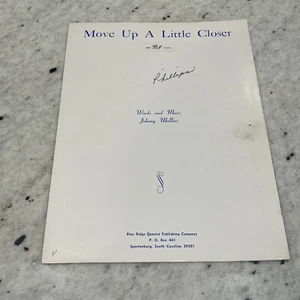 Move Up A Little Closer
Phillips
Words and Music
Johnny Mullins
Blue Ridge Quartet Publishing Company
P. O. Box 441
Spartanburg, South Carolina 29301